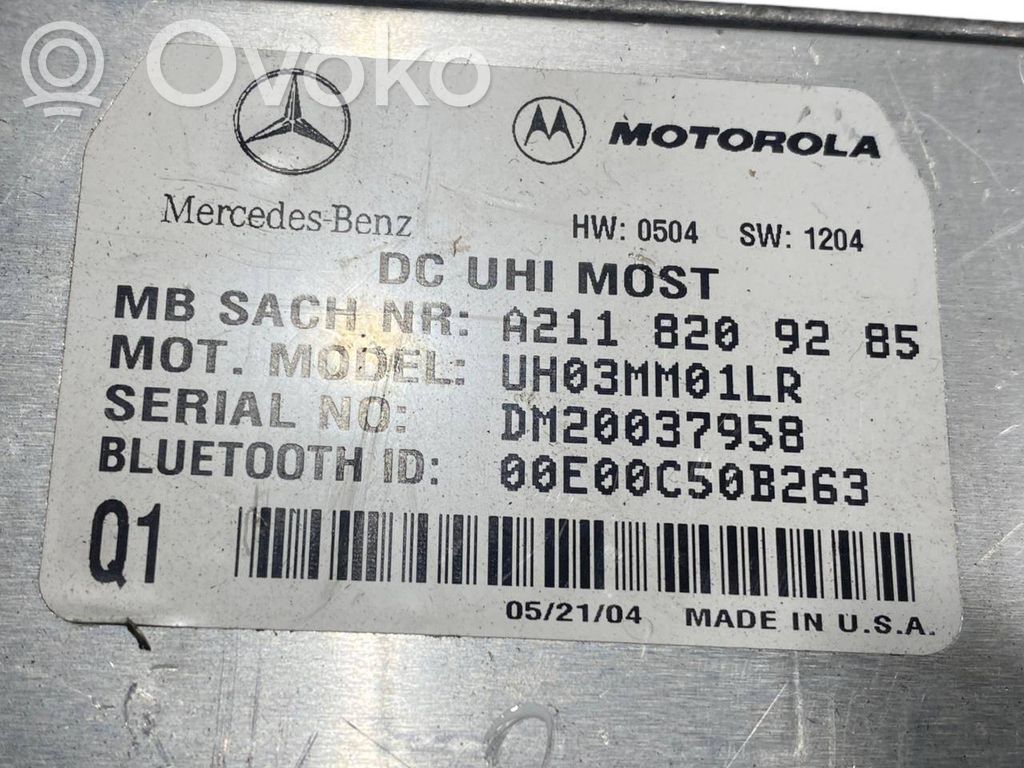 Ovoko
MOTOROLA
Mercedes-Benz
HW: 0504 SW: 1204
DC UHI MOST
MB SACH NR: A211 820 92 85
MOT. MODEL: UH03MM01LR
SERIAL NO: DM20037958
BLUETOOTH ID: 00E00C50B263
Q1
05/21/04 MADE IN U.S.A.